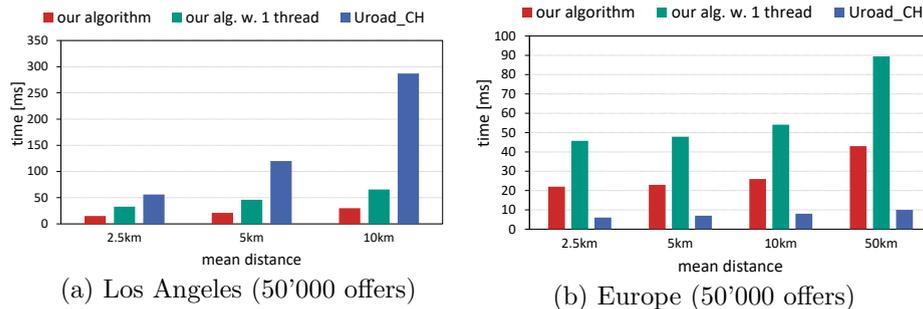 our algorithm our alg. w. 1 thread Uroad_CH
350
300
250
200
150
100
50
0
time [ms]
2.5km 5km 10km
mean distance
(a) Los Angeles (50'000 offers)
our algorithm our alg. w. 1 thread Uroad_CH
100
90
80
70
60
50
40
30
20
10
0
time [ms]
2.5km 5km 10km 50km
mean distance
(b) Europe (50'000 offers)